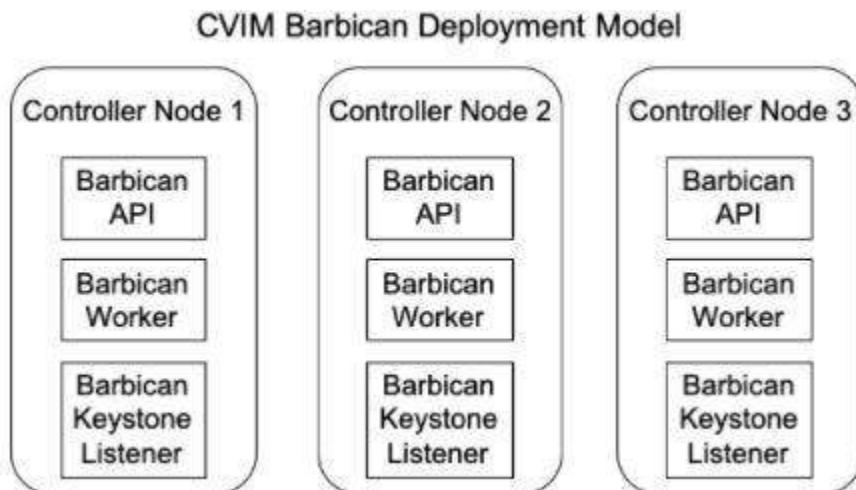 CVIM Barbican Deployment Model
Controller Node 1
Barbican
API
Barbican
Worker
Barbican
Keystone
Listener
Controller Node 2
Barbican
API
Barbican
Worker
Barbican
Keystone
Listener
Controller Node 3
Barbican
API
Barbican
Worker
Barbican
Keystone
Listener